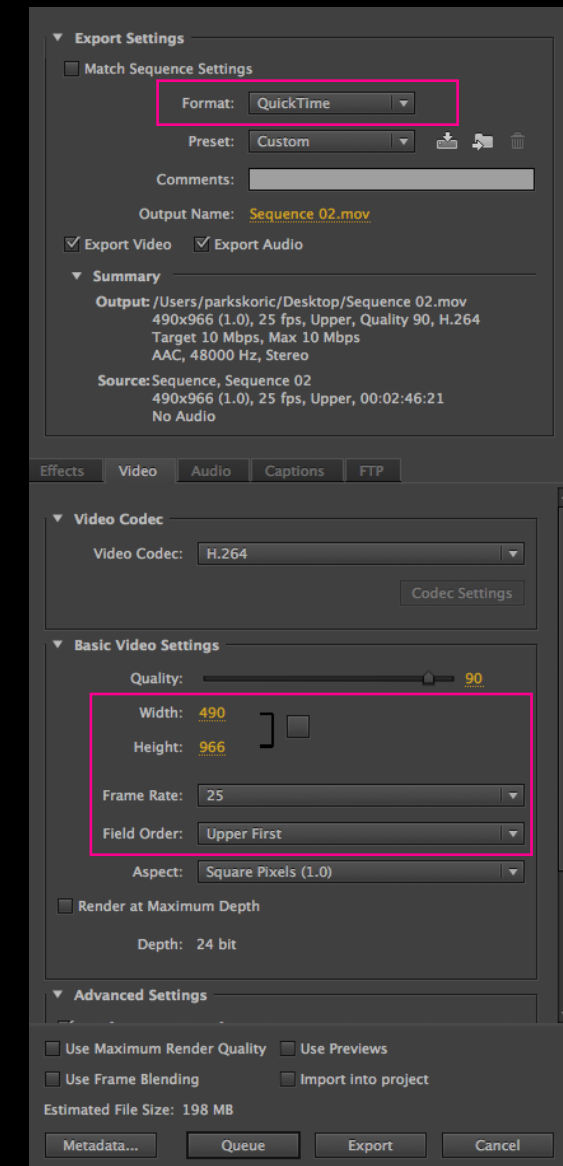 Export Settings
Match Sequence Settings
Format: QuickTime
Preset: Custom
Comments:
Output Name: Sequence 02.mov
Export Video Export Audio
Summary
Output: /Users/parkskoric/Desktop/Sequence 02.mov
490x966 (1.0), 25 fps, Upper, Quality 90, H.264
Target 10 Mbps, Max 10 Mbps
AAC, 48000 Hz, Stereo
Source: Sequence, Sequence 02
490x966 (1.0), 25 fps, Upper, 00:02:46:21
No Audio
Effects Video Audio Captions FTP
Video Codec
Video Codec: H.264
Codec Settings
Basic Video Settings
Quality: 90
Width: 490
Height: 966
Frame Rate: 25
Field Order: Upper First
Aspect: Square Pixels (1.0)
Render at Maximum Depth
Depth: 24 bit
Advanced Settings
Use Maximum Render Quality Use Previews
Use Frame Blending Import into project
Estimated File Size: 198 MB
Metadata... Queue Export Cancel